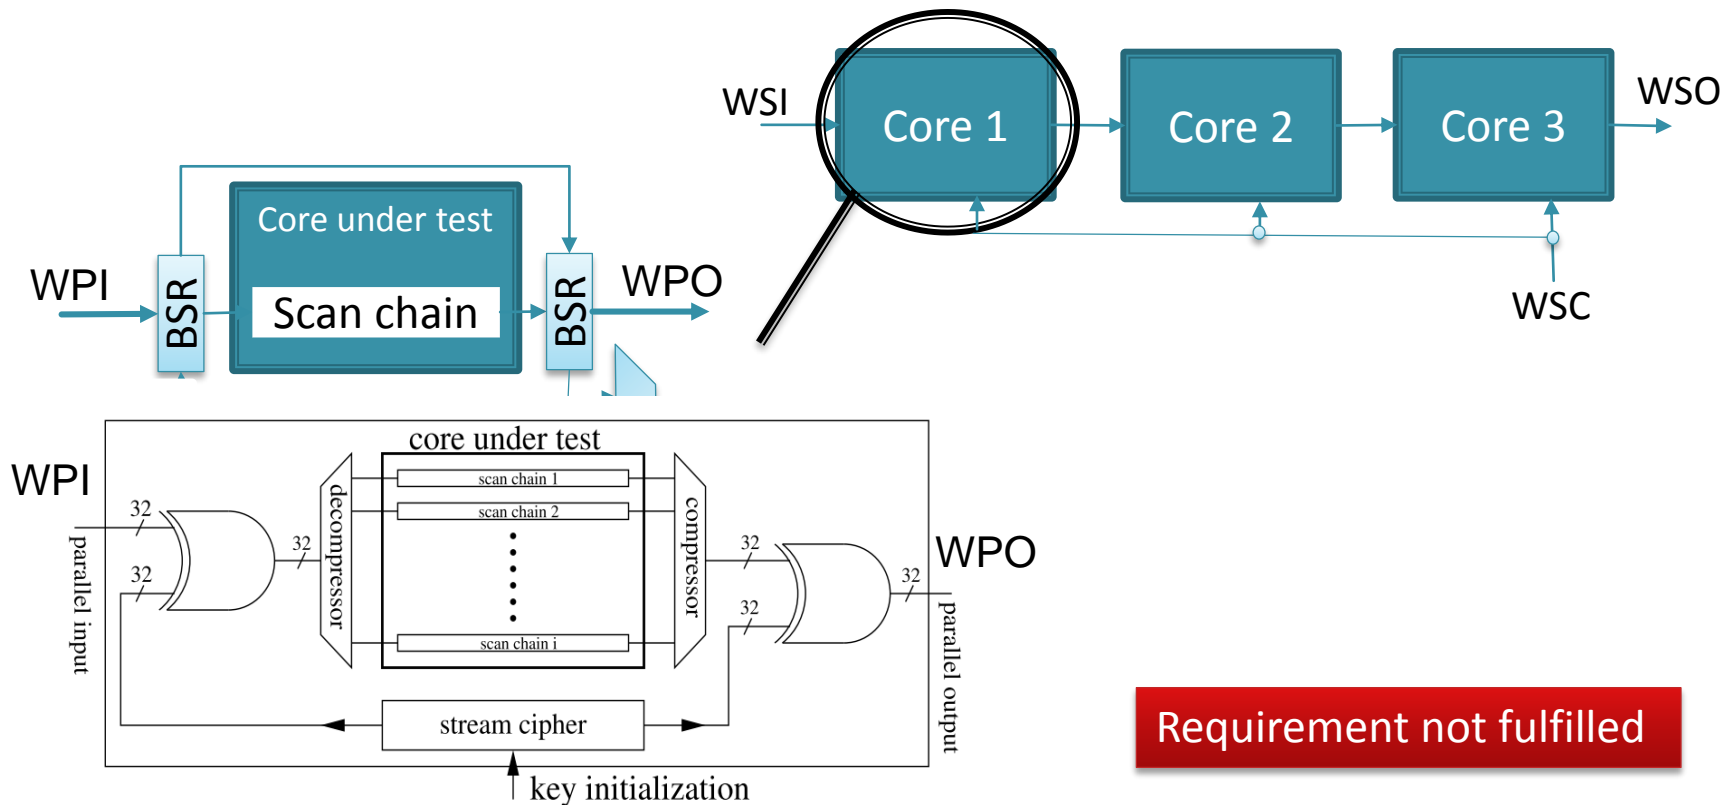 WSI
Core 1
Core 2
Core 3
WSO
WSC
Core under test
WPI
BSR
Scan chain
BSR
WPO
core under test
WPI
32
parallel input
32
32
decompressor
scan chain 1
scan chain 2
scan chain i
compressor
32
32
32
WPO
parallel output
stream cipher
key initialization
Requirement not fulfilled